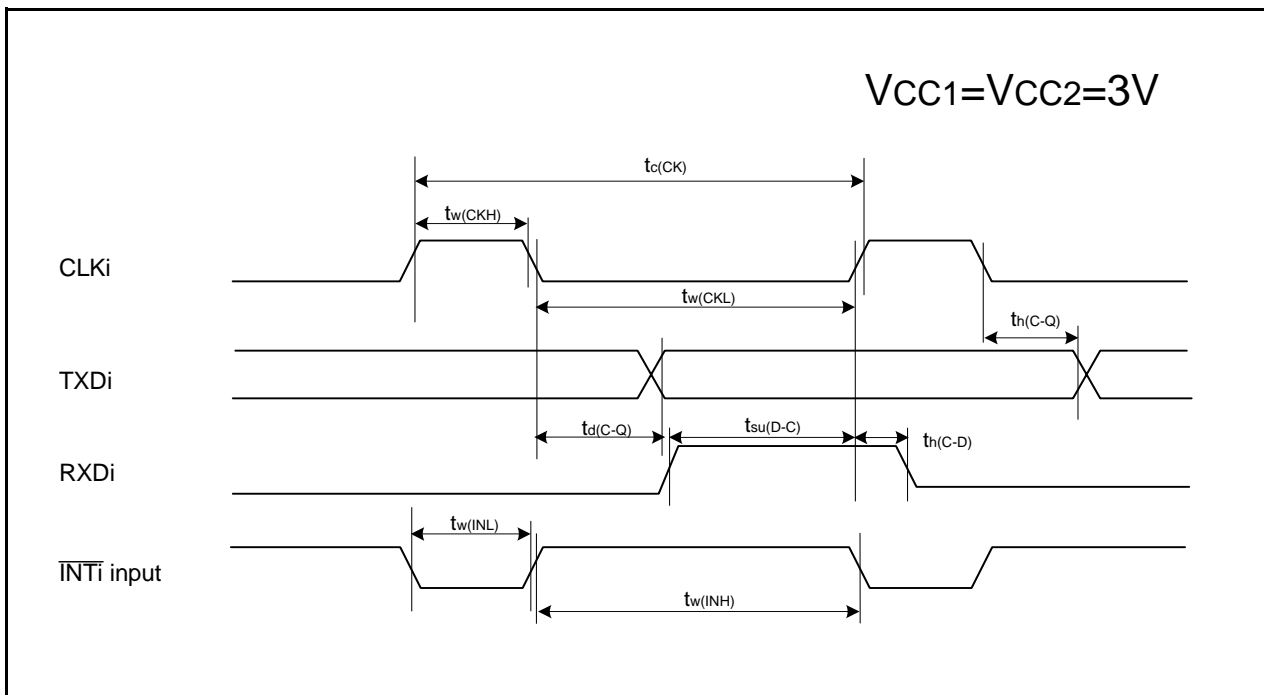 VCC1=VCC2=3V
tc(CK)
tw(CKH)
CLKi
tw(CKL)
th(C-Q)
TXDi
td(C-Q)
tsu(D-C)
th(C-D)
RXDi
tw(INL)
INTi input
tw(INH)